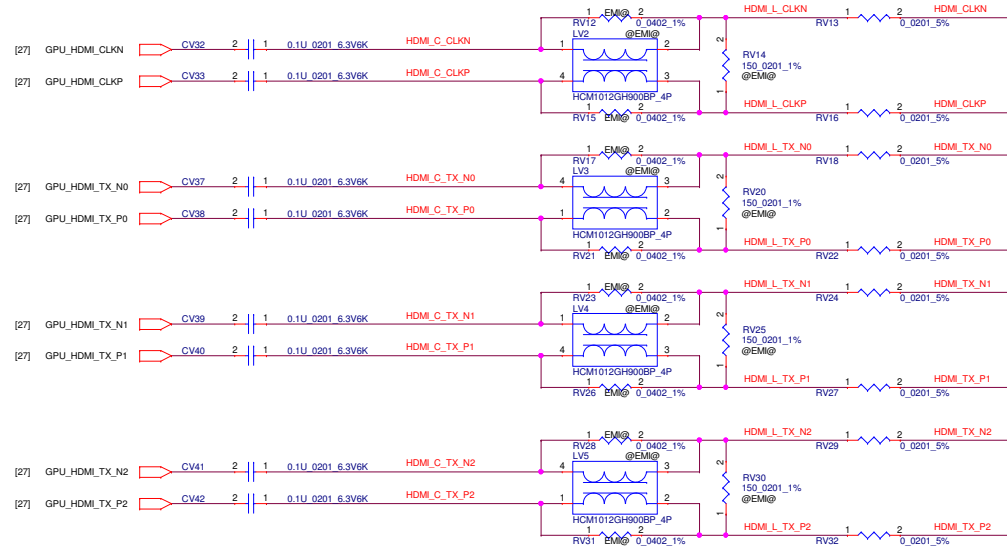 1 EMI@ 2 HDMI_L_CLKN 1 2 HDMI_CLKN
RV12 0_0402_1% RV13 0_0201_5%
[27] GPU_HDMI_CLKN CV32 2 1 0.1U_0201_6.3V6K HDMI_C_CLKN LV2 @EMI@
1 2 2 RV14
150_0201_1%
[27] GPU_HDMI_CLKP CV33 2 1 0.1U_0201_6.3V6K HDMI_C_CLKP 4 3 @EMI@
HCM1012GH900BP_4P 1
1 2 HDMI_L_CLKP 1 2 HDMI_CLKP
RV15 EMI@ 0_0402_1% RV16 0_0201_5%
1 EMI@ 2 HDMI_L_TX_N0 1 2 HDMI_TX_N0
RV17 0_0402_1% RV18 0_0201_5%
[27] GPU_HDMI_TX_N0 CV37 2 1 0.1U_0201_6.3V6K HDMI_C_TX_N0 LV3 @EMI@
4 3 2 RV20
150_0201_1%
[27] GPU_HDMI_TX_P0 CV38 2 1 0.1U_0201_6.3V6K HDMI_C_TX_P0 1 2 @EMI@
HCM1012GH900BP_4P 1
1 2 HDMI_L_TX_P0 1 2 HDMI_TX_P0
RV21 EMI@ 0_0402_1% RV22 0_0201_5%
1 EMI@ 2 HDMI_L_TX_N1 1 2 HDMI_TX_N1
RV23 0_0402_1% RV24 0_0201_5%
[27] GPU_HDMI_TX_N1 CV39 2 1 0.1U_0201_6.3V6K HDMI_C_TX_N1 LV4 @EMI@
1 2 2 RV25
150_0201_1%
[27] GPU_HDMI_TX_P1 CV40 2 1 0.1U_0201_6.3V6K HDMI_C_TX_P1 4 3 @EMI@
HCM1012GH900BP_4P 1
1 2 HDMI_L_TX_P1 1 2 HDMI_TX_P1
RV26 EMI@ 0_0402_1% RV27 0_0201_5%
1 EMI@ 2 HDMI_L_TX_N2 1 2 HDMI_TX_N2
RV28 0_0402_1% RV29 0_0201_5%
[27] GPU_HDMI_TX_N2 CV41 2 1 0.1U_0201_6.3V6K HDMI_C_TX_N2 LV5 @EMI@
4 3 2 RV30
150_0201_1%
[27] GPU_HDMI_TX_P2 CV42 2 1 0.1U_0201_6.3V6K HDMI_C_TX_P2 1 2 @EMI@
HCM1012GH900BP_4P 1
1 2 HDMI_L_TX_P2 1 2 HDMI_TX_P2
RV31 EMI@ 0_0402_1% RV32 0_0201_5%